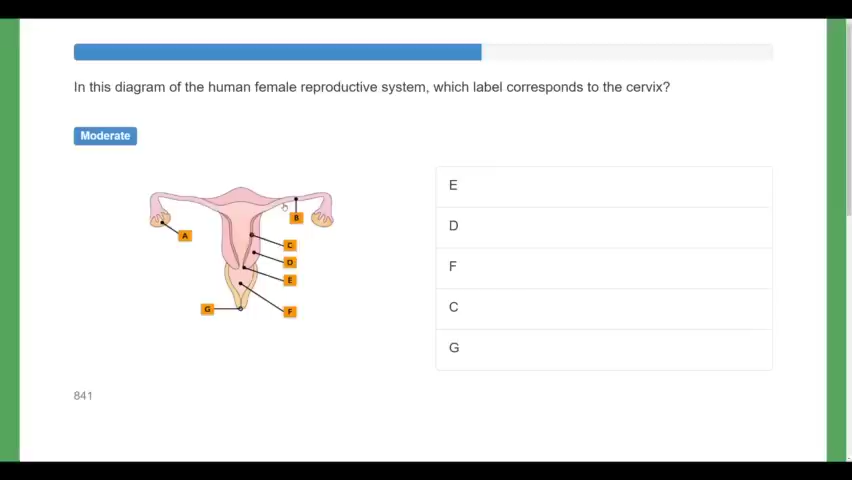 In this diagram of the human female reproductive system, which label corresponds to the cervix?
Moderate
E
D
F
C
G
A
B
C
D
E
F
G
841